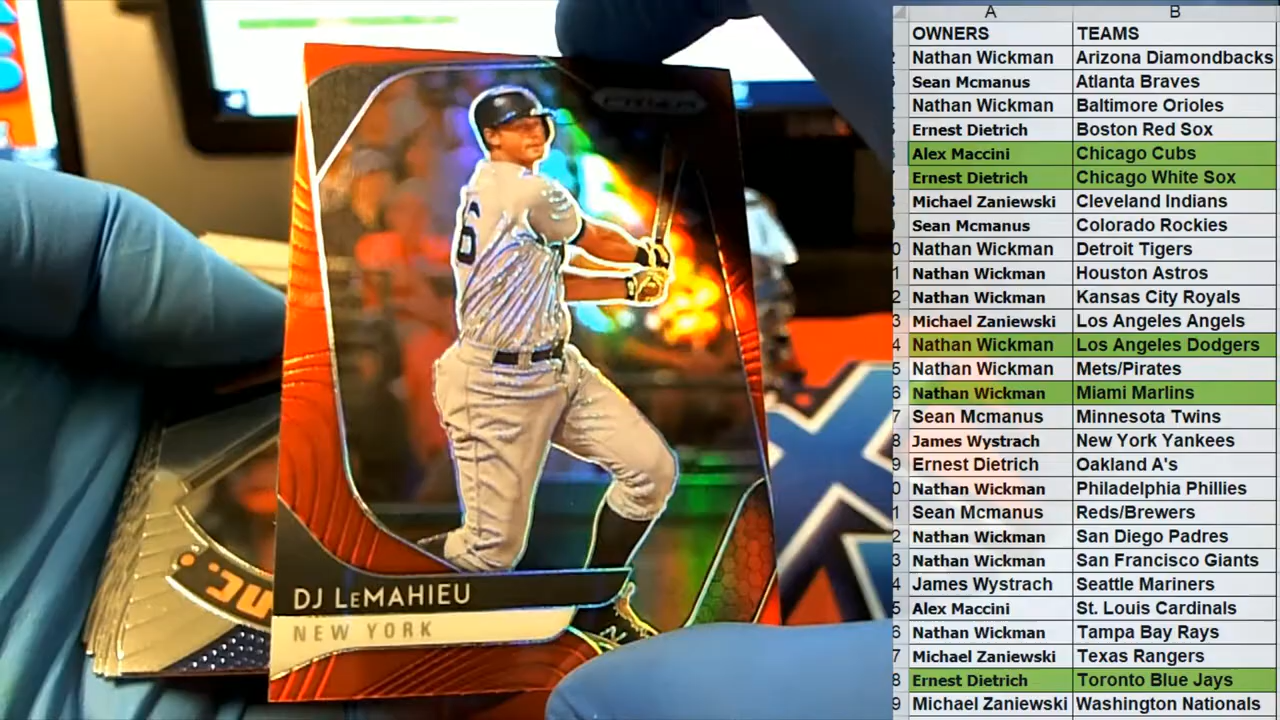 PRIZM
6
DJ LeMAHIEU
NEW YORK
A B
OWNERS TEAMS
Nathan Wickman Arizona Diamondbacks
Sean Mcmanus Atlanta Braves
Nathan Wickman Baltimore Orioles
Ernest Dietrich Boston Red Sox
Alex Maccini Chicago Cubs
Ernest Dietrich Chicago White Sox
Michael Zaniewski Cleveland Indians
Sean Mcmanus Colorado Rockies
Nathan Wickman Detroit Tigers
Nathan Wickman Houston Astros
Nathan Wickman Kansas City Royals
Michael Zaniewski Los Angeles Angels
Nathan Wickman Los Angeles Dodgers
Nathan Wickman Mets/Pirates
Nathan Wickman Miami Marlins
Sean Mcmanus Minnesota Twins
James Wystrach New York Yankees
Ernest Dietrich Oakland A's
Nathan Wickman Philadelphia Phillies
Sean Mcmanus Reds/Brewers
Nathan Wickman San Diego Padres
Nathan Wickman San Francisco Giants
James Wystrach Seattle Mariners
Alex Maccini St. Louis Cardinals
Nathan Wickman Tampa Bay Rays
Michael Zaniewski Texas Rangers
Ernest Dietrich Toronto Blue Jays
Michael Zaniewski Washington Nationals